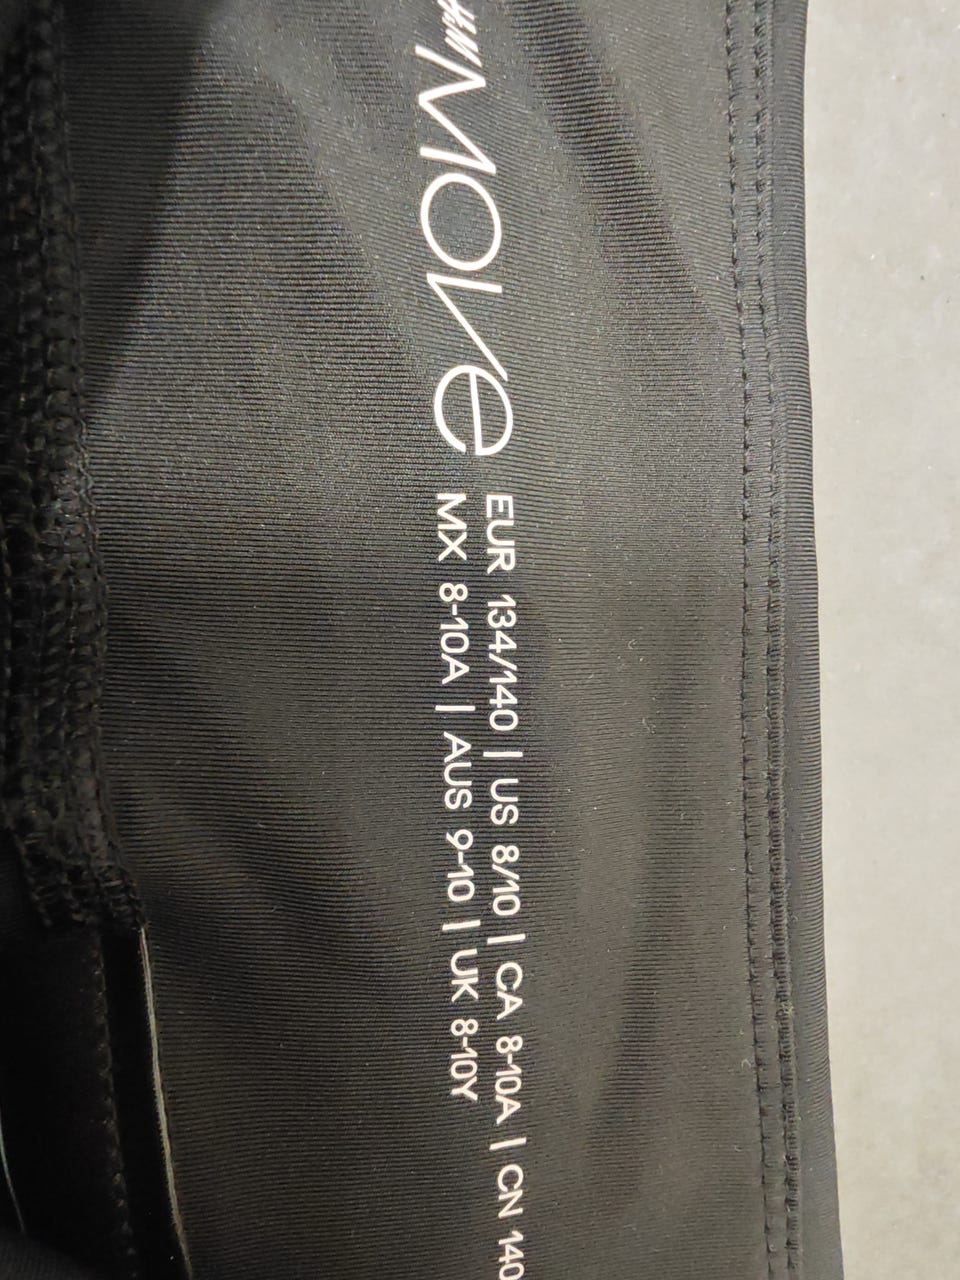 H&M
Move
EUR 134/140 | US 8/10 | CA 8-10A | CN 140
MX 8-10A | AUS 9-10 | UK 8-10Y